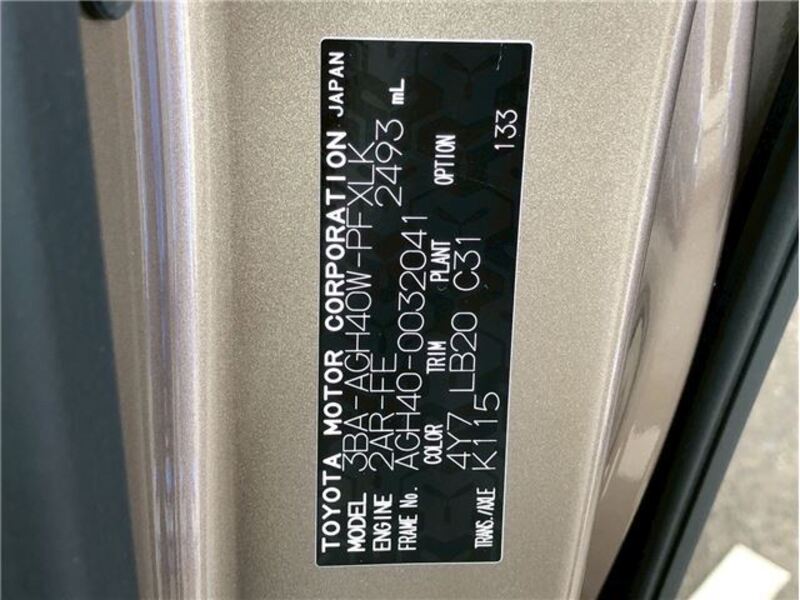 TOYOTA MOTOR CORPORATION JAPAN
MODEL 3BA-AGH40W-PFXLK
ENGINE 2AR-FE 2493 mL
FRAME No. AGH40-0032041
COLOR TRIM PLANT OPTION
4Y7 LB20 C31
TRANS./AXLE K115 133